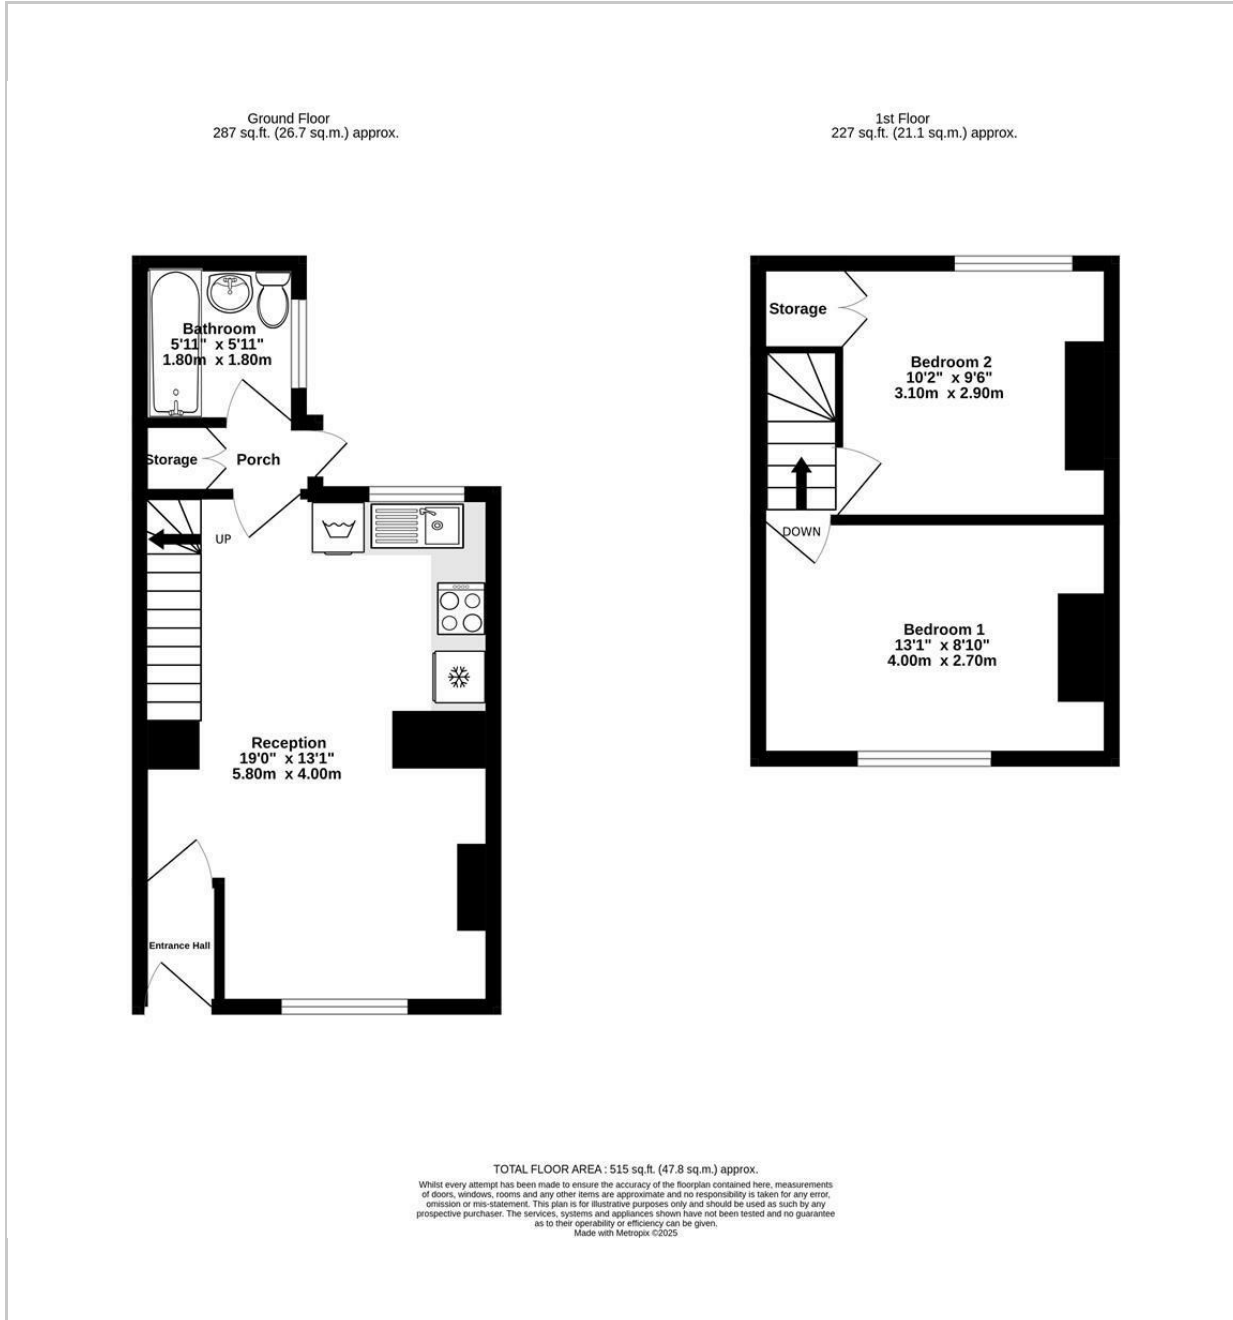 Ground Floor
287 sq.ft. (26.7 sq.m.) approx.
1st Floor
227 sq.ft. (21.1 sq.m.) approx.
Bathroom
5'11" x 5'11"
1.80m x 1.80m
Storage
Porch
UP
Reception
19'0" x 13'1"
5.80m x 4.00m
Entrance Hall
Storage
Bedroom 2
10'2" x 9'6"
3.10m x 2.90m
DOWN
Bedroom 1
13'1" x 8'10"
4.00m x 2.70m
TOTAL FLOOR AREA : 515 sq.ft. (47.8 sq.m.) approx.
Whilst every attempt has been made to ensure the accuracy of the floorplan contained here, measurements
of doors, windows, rooms and any other items are approximate and no responsibility is taken for any error,
omission or mis-statement. This plan is for illustrative purposes only and should be used as such by any
prospective purchaser. The services, systems and appliances shown have not been tested and no guarantee
as to their operability or efficiency can be given.
Made with Metropix ©2025